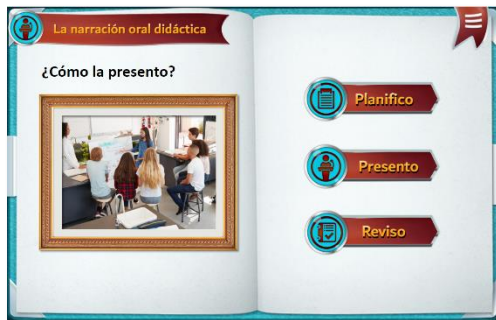 La narración oral didáctica
¿Cómo la presento?
Planifico
Presento
Reviso